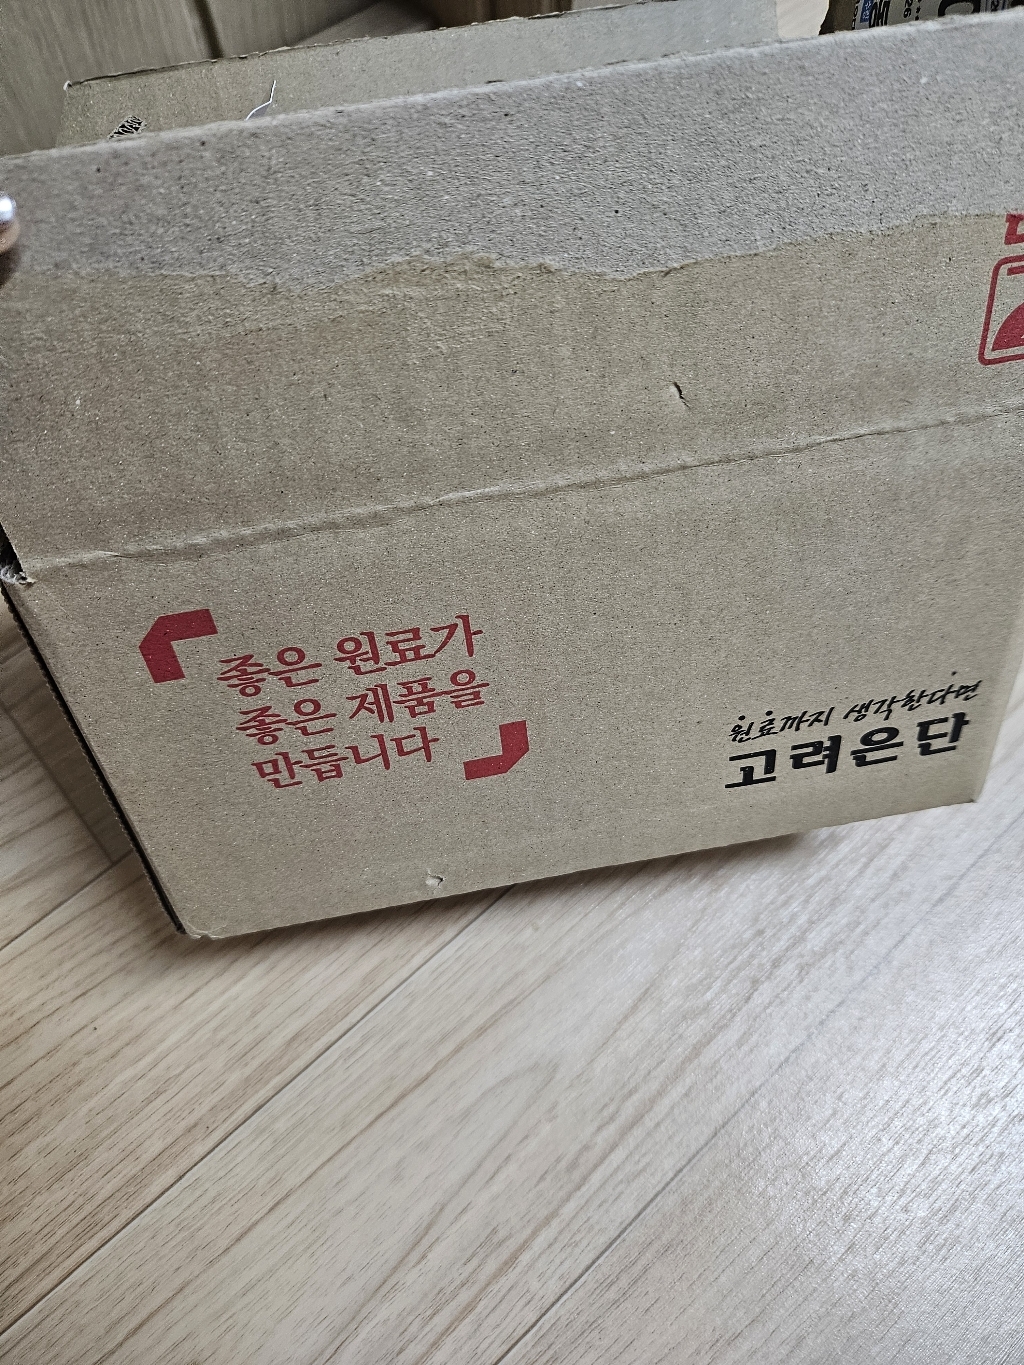 좋은 원료가
좋은 제품을
만듭니다
원료까지 생각한다면
고려은단